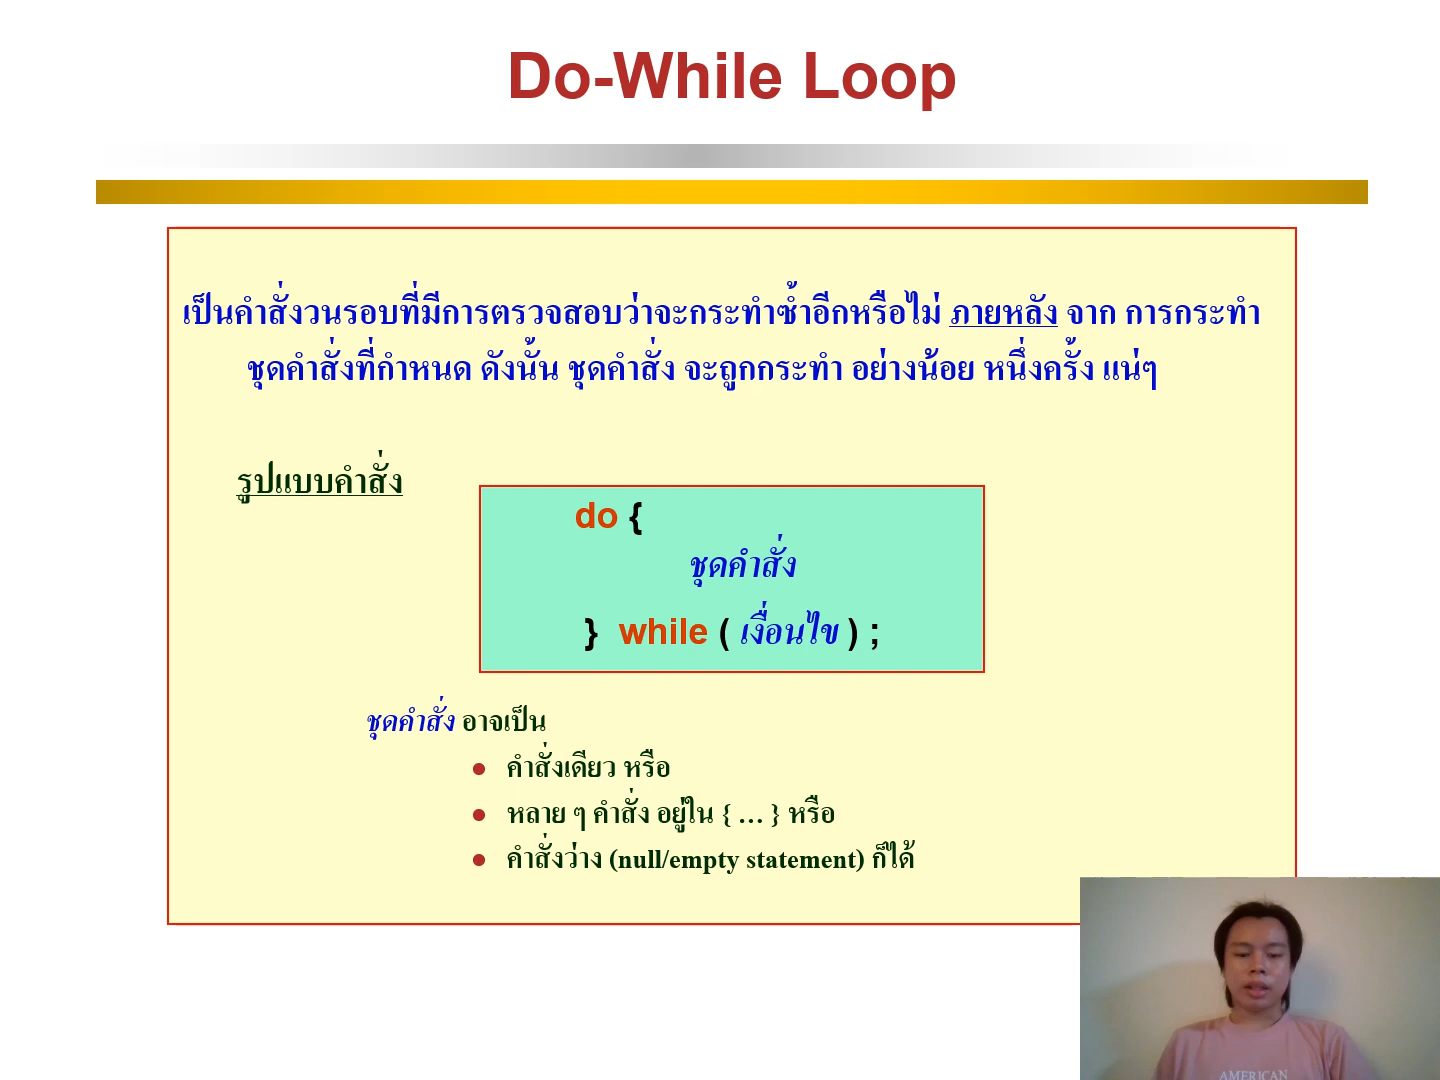 Do-While Loop
เป็นคำสั่งวนรอบที่มีการตรวจสอบว่าจะกระทำซ้ำอีกหรือไม่ ภายหลัง จาก การกระทำ
ชุดคำสั่งที่กำหนด ดังนั้น ชุดคำสั่ง จะถูกกระทำ อย่างน้อย หนึ่งครั้ง แน่ๆ
รูปแบบคำสั่ง
do {
ชุดคำสั่ง
} while ( เงื่อนไข ) ;
ชุดคำสั่ง อาจเป็น
● คำสั่งเดียว หรือ
● หลาย ๆ คำสั่ง อยู่ใน { … } หรือ
● คำสั่งว่าง (null/empty statement) ก็ได้
AMERICAN